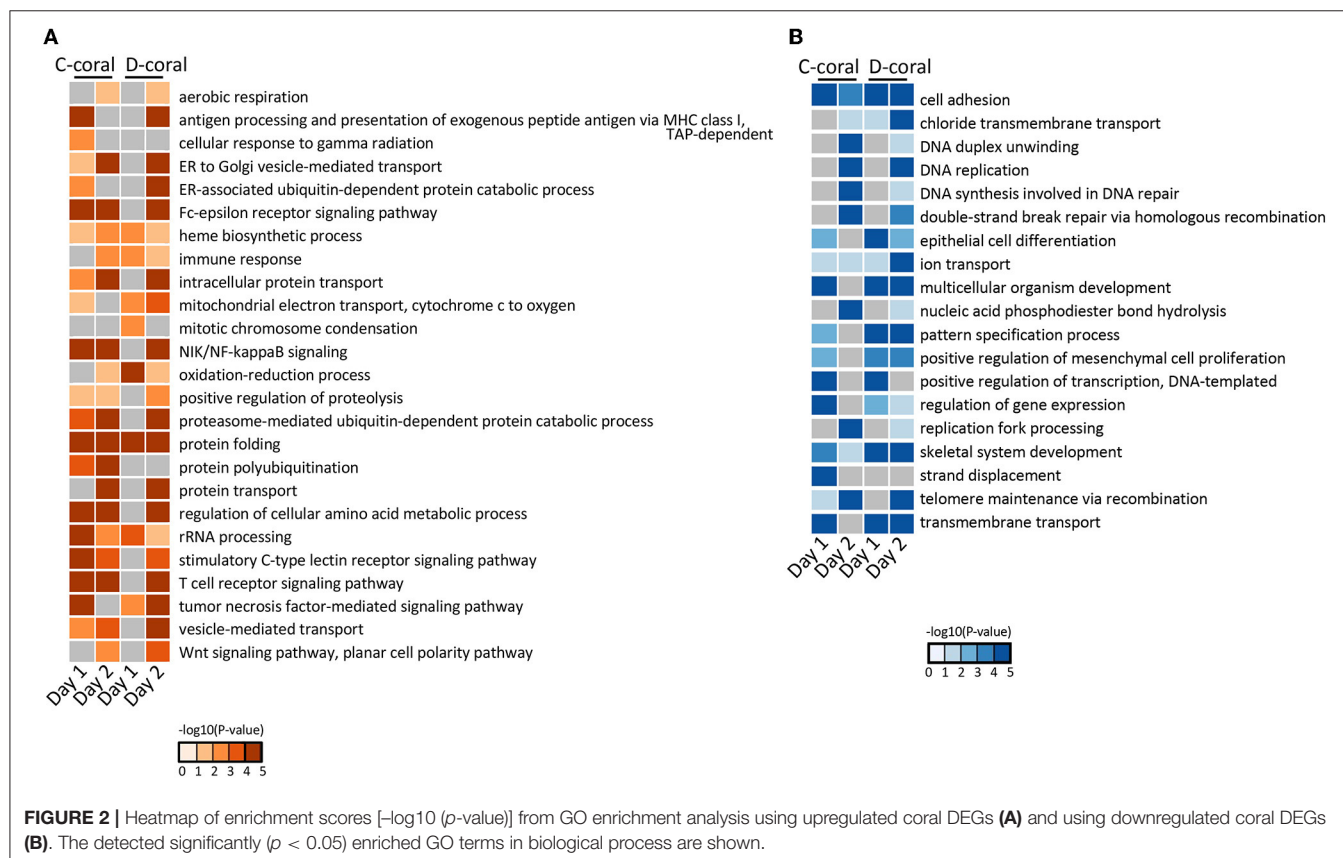 A
C-coral D-coral
aerobic respiration
antigen processing and presentation of exogenous peptide antigen via MHC class I,
TAP-dependent
cellular response to gamma radiation
ER to Golgi vesicle-mediated transport
ER-associated ubiquitin-dependent protein catabolic process
Fc-epsilon receptor signaling pathway
heme biosynthetic process
immune response
intracellular protein transport
mitochondrial electron transport, cytochrome c to oxygen
mitotic chromosome condensation
NIK/NF-kappaB signaling
oxidation-reduction process
positive regulation of proteolysis
proteasome-mediated ubiquitin-dependent protein catabolic process
protein folding
protein polyubiquitination
protein transport
regulation of cellular amino acid metabolic process
rRNA processing
stimulatory C-type lectin receptor signaling pathway
T cell receptor signaling pathway
tumor necrosis factor-mediated signaling pathway
vesicle-mediated transport
Wnt signaling pathway, planar cell polarity pathway
Day 1 Day 2 Day 1 Day 2
-log10(P-value)
0 1 2 3 4 5
B
C-coral D-coral
cell adhesion
chloride transmembrane transport
DNA duplex unwinding
DNA replication
DNA synthesis involved in DNA repair
double-strand break repair via homologous recombination
epithelial cell differentiation
ion transport
multicellular organism development
nucleic acid phosphodiester bond hydrolysis
pattern specification process
positive regulation of mesenchymal cell proliferation
positive regulation of transcription, DNA-templated
regulation of gene expression
replication fork processing
skeletal system development
strand displacement
telomere maintenance via recombination
transmembrane transport
Day 1 Day 2 Day 1 Day 2
-log10(P-value)
0 1 2 3 4 5
FIGURE 2 | Heatmap of enrichment scores [–log10 (p-value)] from GO enrichment analysis using upregulated coral DEGs (A) and using downregulated coral DEGs
(B). The detected significantly (p < 0.05) enriched GO terms in biological process are shown.